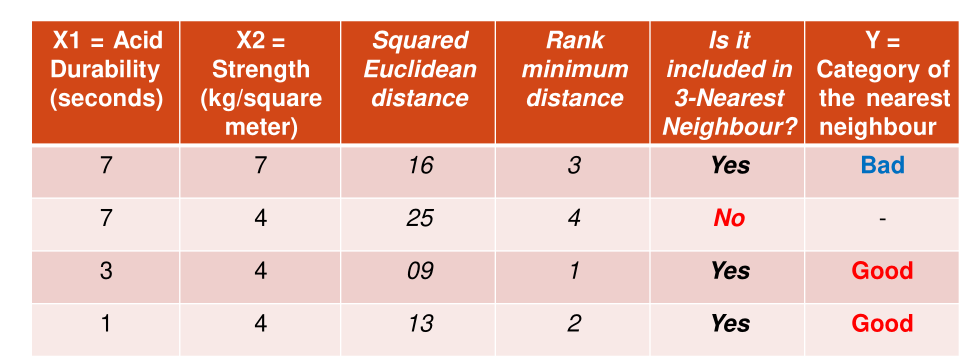 X1 = Acid Durability (seconds) X2 = Strength (kg/square meter) Squared Euclidean distance Rank minimum distance Is it included in 3-Nearest Neighbour? Y = Category of the nearest neighbour
7 7 16 3 Yes Bad
7 4 25 4 No -
3 4 09 1 Yes Good
1 4 13 2 Yes Good